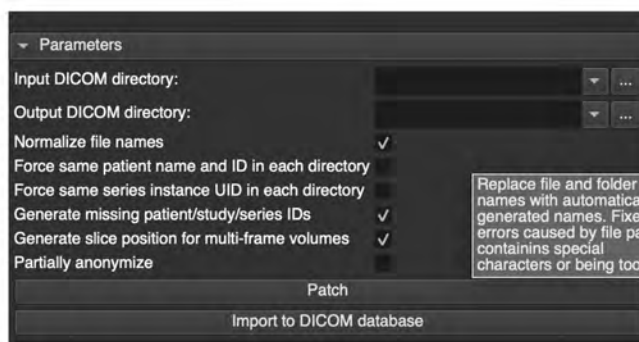 Parameters
Input DICOM directory:
...
Output DICOM directory:
...
Normalize file names
Force same patient name and ID in each directory
Force same series instance UID in each directory
Generate missing patient/study/series IDs
Generate slice position for multi-frame volumes
Partially anonymize
Replace file and folder
names with automatica
generated names. Fixe
errors caused by file pa
containins special
characters or being too
Patch
Import to DICOM database